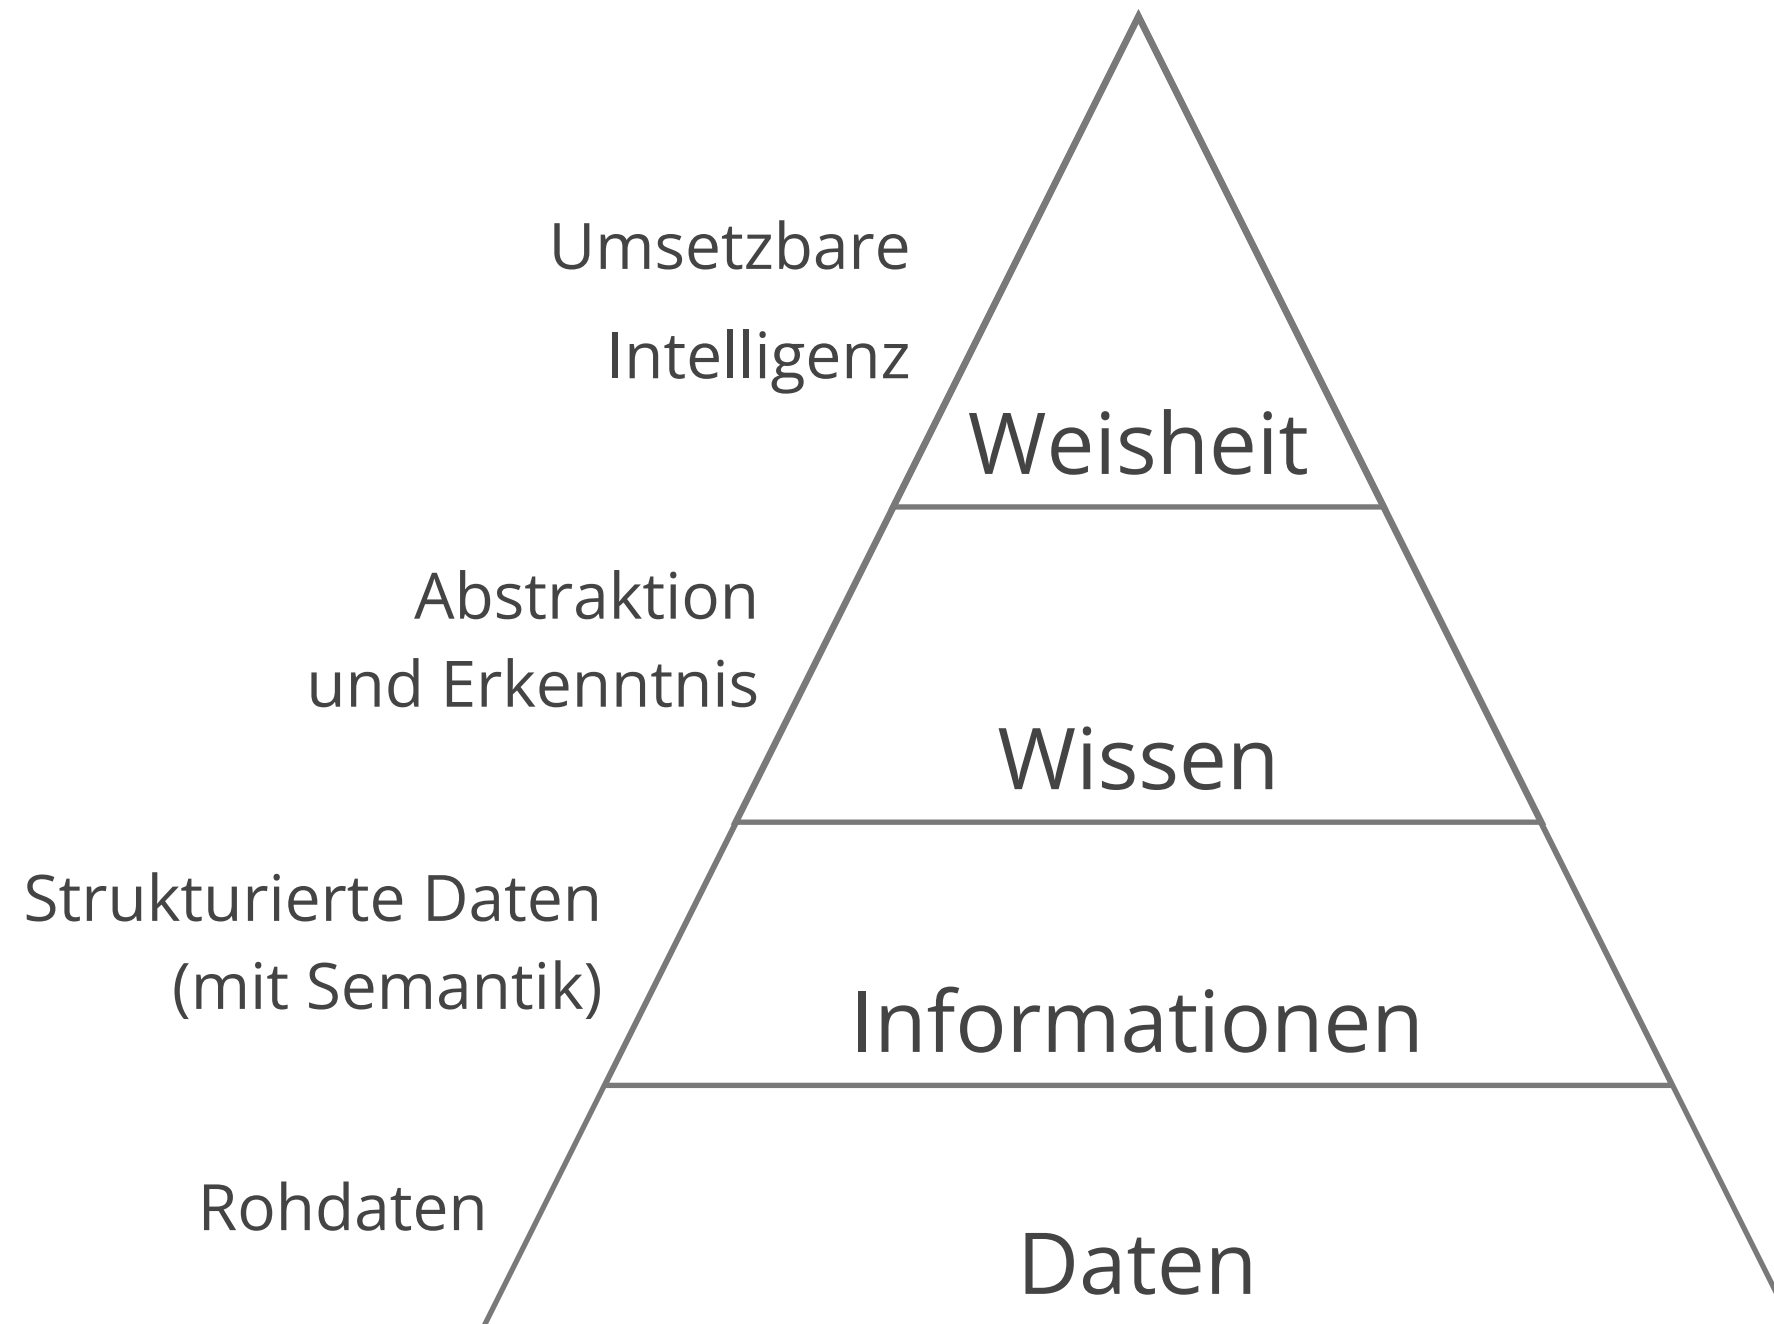 Umsetzbare
Intelligenz
Weisheit
Abstraktion
und Erkenntnis
Wissen
Strukturierte Daten
(mit Semantik)
Informationen
Rohdaten
Daten